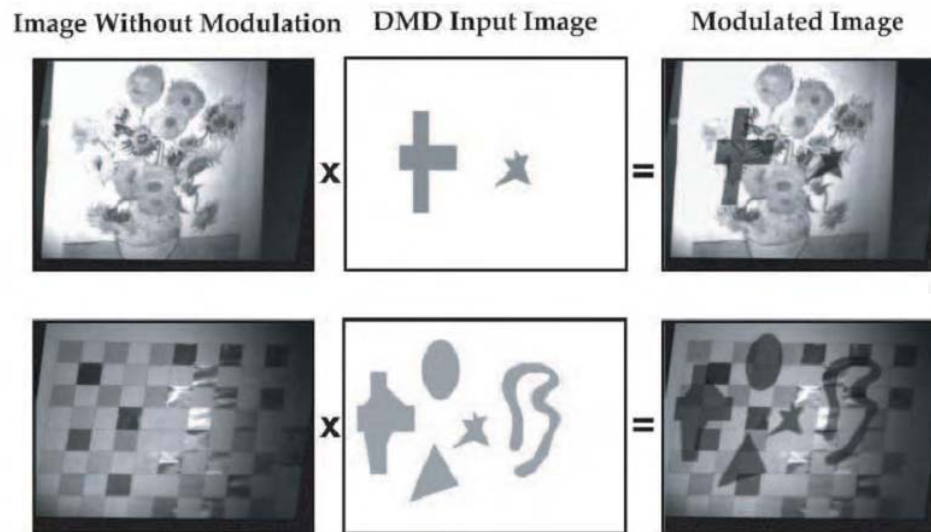 Image Without Modulation DMD Input Image Modulated Image
x =
x =